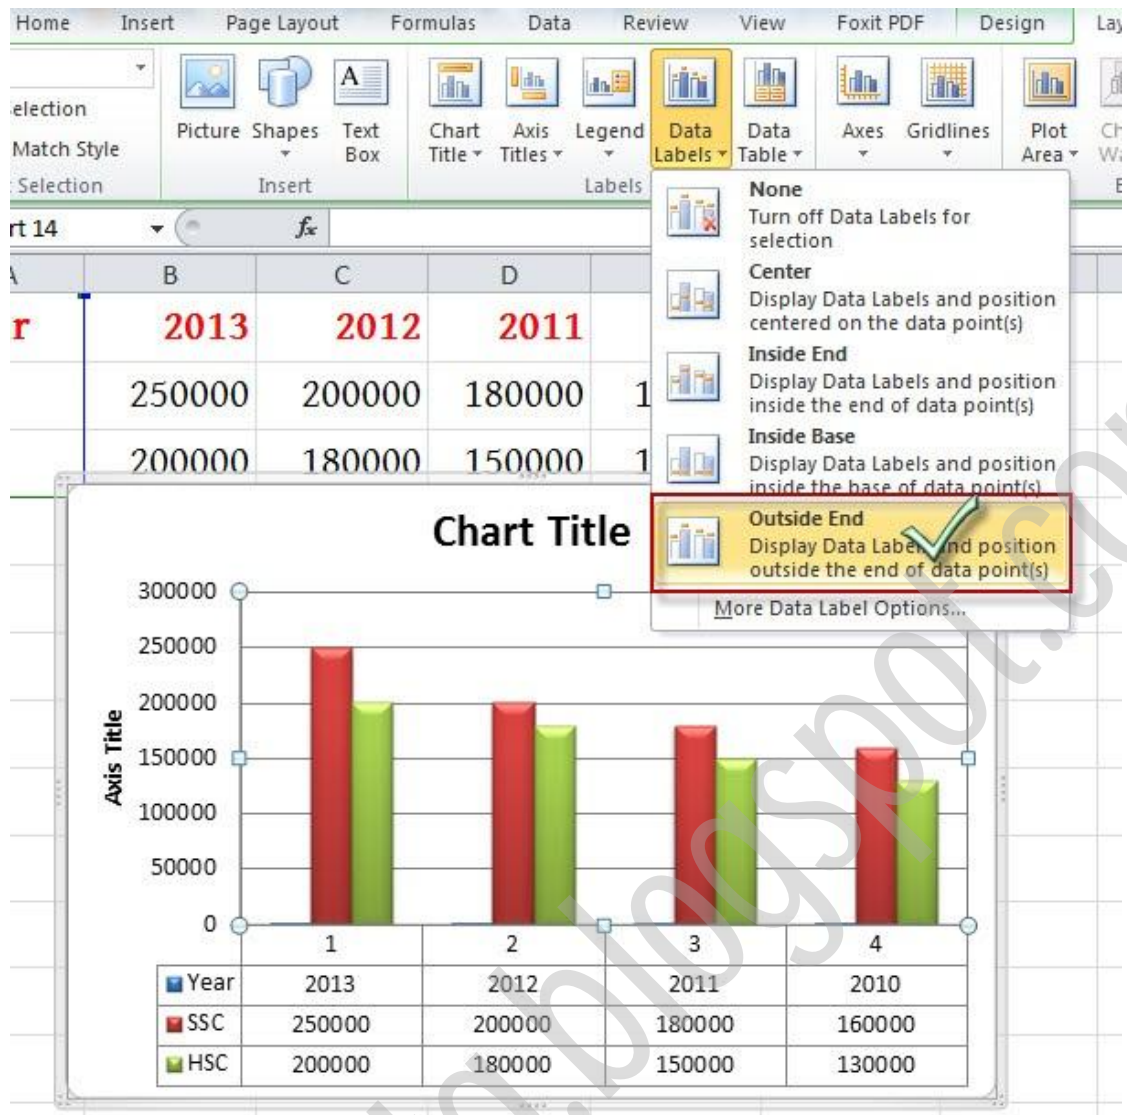 Home Insert Page Layout Formulas Data Review View Foxit PDF Design Lay
election
Match Style
Selection
Picture Shapes Text Box
Insert
Chart Title Axis Titles Legend Data Labels Data Table
Labels
Axes Gridlines Plot Area
rt 14 fx
B C D
r 2013 2012 2011
250000 200000 180000 1
200000 180000 150000 1
None
Turn off Data Labels for
selection
Center
Display Data Labels and position
centered on the data point(s)
Inside End
Display Data Labels and position
inside the end of data point(s)
Inside Base
Display Data Labels and position
inside the base of data point(s)
Outside End
Display Data Labels and position
outside the end of data point(s)
More Data Label Options...
Chart Title
Axis Title
300000
250000
200000
150000
100000
50000
0
1 2 3 4
Year 2013 2012 2011 2010
SSC 250000 200000 180000 160000
HSC 200000 180000 150000 130000
blogspot.co